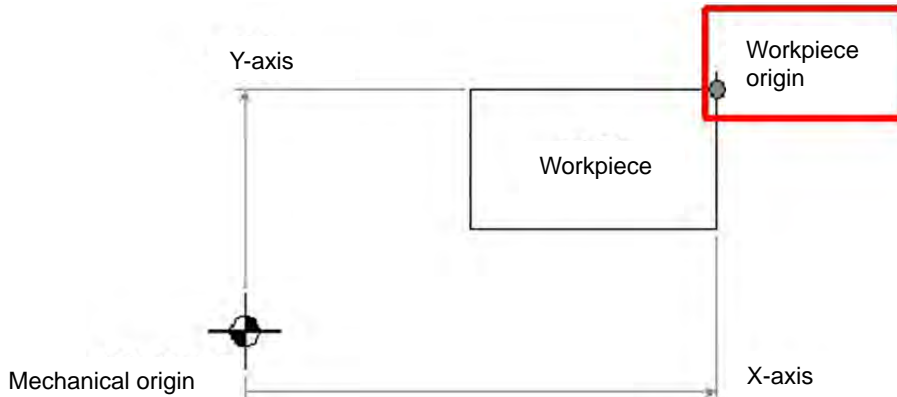 Workpiece
origin
Y-axis
Workpiece
Mechanical origin
X-axis